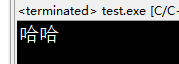 <terminated> test.exe [C/C-
哈哈